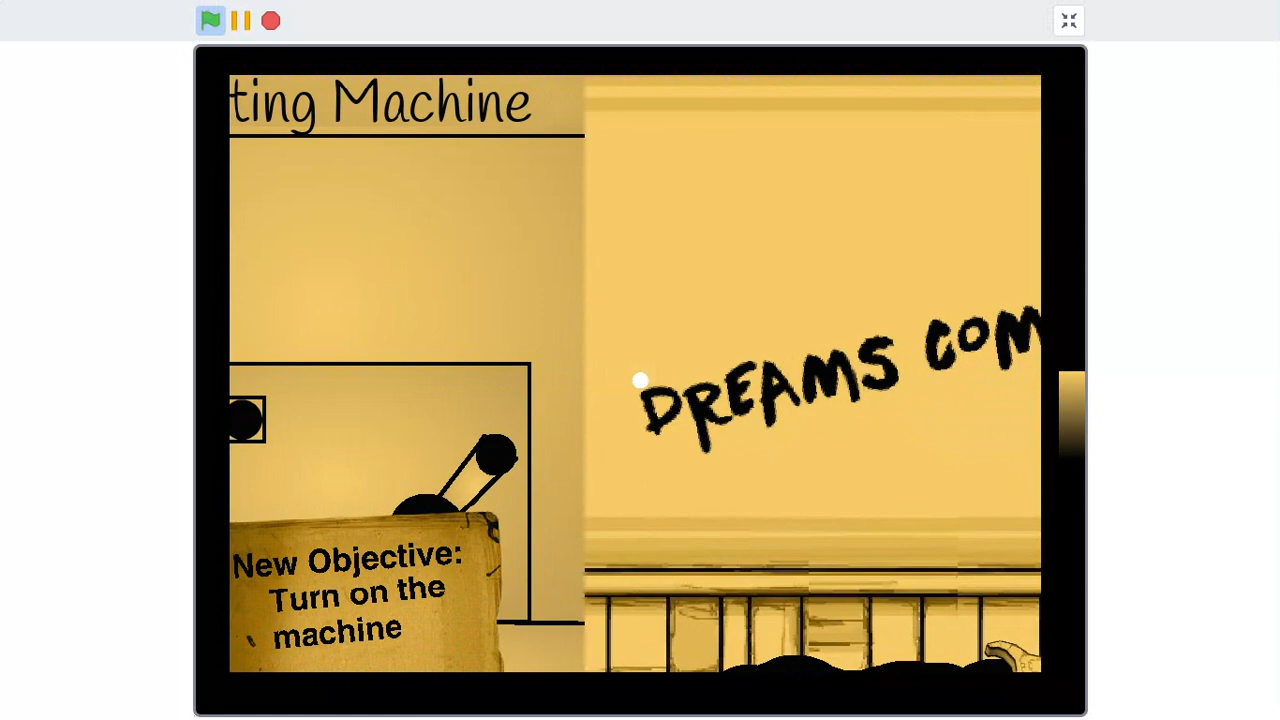 ting Machine
DREAMS COM
New Objective:
Turn on the
machine